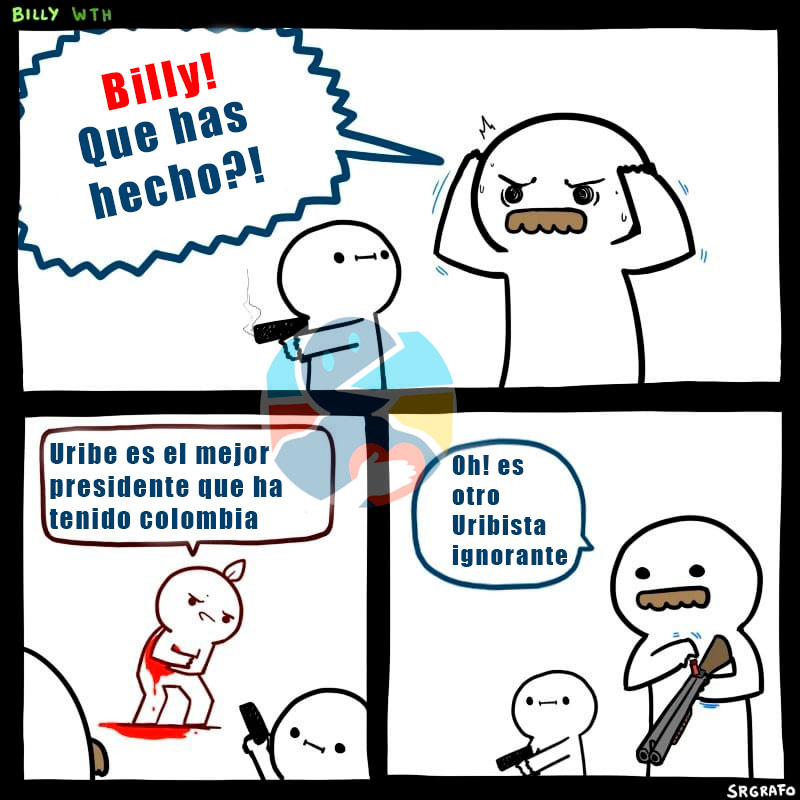 BILLY WTH
Billy!
Que has
hecho?!
Uribe es el mejor
presidente que ha
tenido colombia
Oh! es
otro
Uribista
ignorante
SRGRAFO